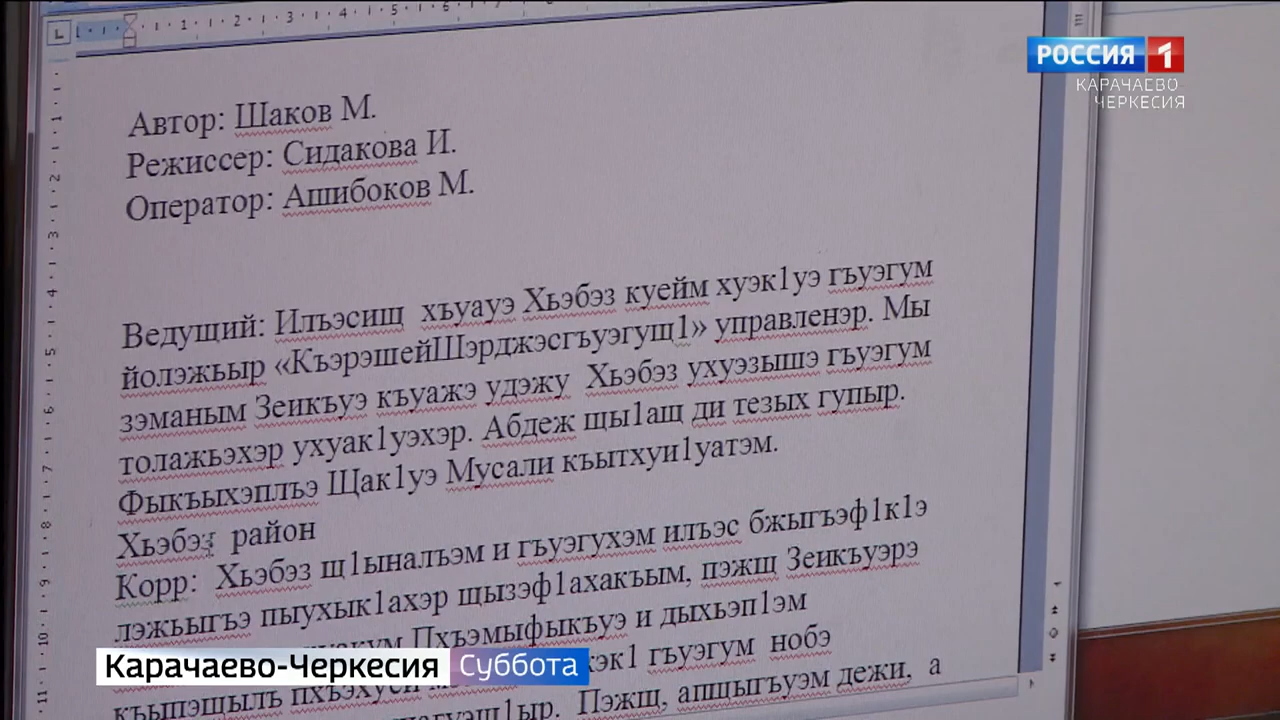 РОССИЯ 1
КАРАЧАЕВО
ЧЕРКЕСИЯ
Автор: Шаков М.
Режиссер: Сидакова И.
Оператор: Ашибоков М.
Ведущий: Илъэсищ хъуауэ Хьэбэз куейм хуэк1уэ гъуэгум
йолэжьыр «КъэрэшейШэрджэсгъуэгущ1» управленэр. Мы
зэманым Зеикъуэ къуажэ удэжу Хьэбэз ухуэзышэ гъуэгум
толажьэхэр ухуак1уэхэр. Абдеж щы1ащ ди тезых гупыр.
Фыкъыхэплъэ Щак1уэ Мусали къытхуи1уатэм.
Хьэбэз район
Корр: Хьэбэз щ1ыналъэм и гъуэгухэм илъэс бжыгъэф1к1э
лэжьыгъэ пыухык1ахэр щызэф1ахакъым, пэжщ Зеикъуэрэ
Пхъэмыфыкъуэ и дыхьэп1эм
гъуэгум нобэ
къыпэщылъ Пэжщ, апщыгъуэм дежи, а
Карачаево-Черкесия Суббота